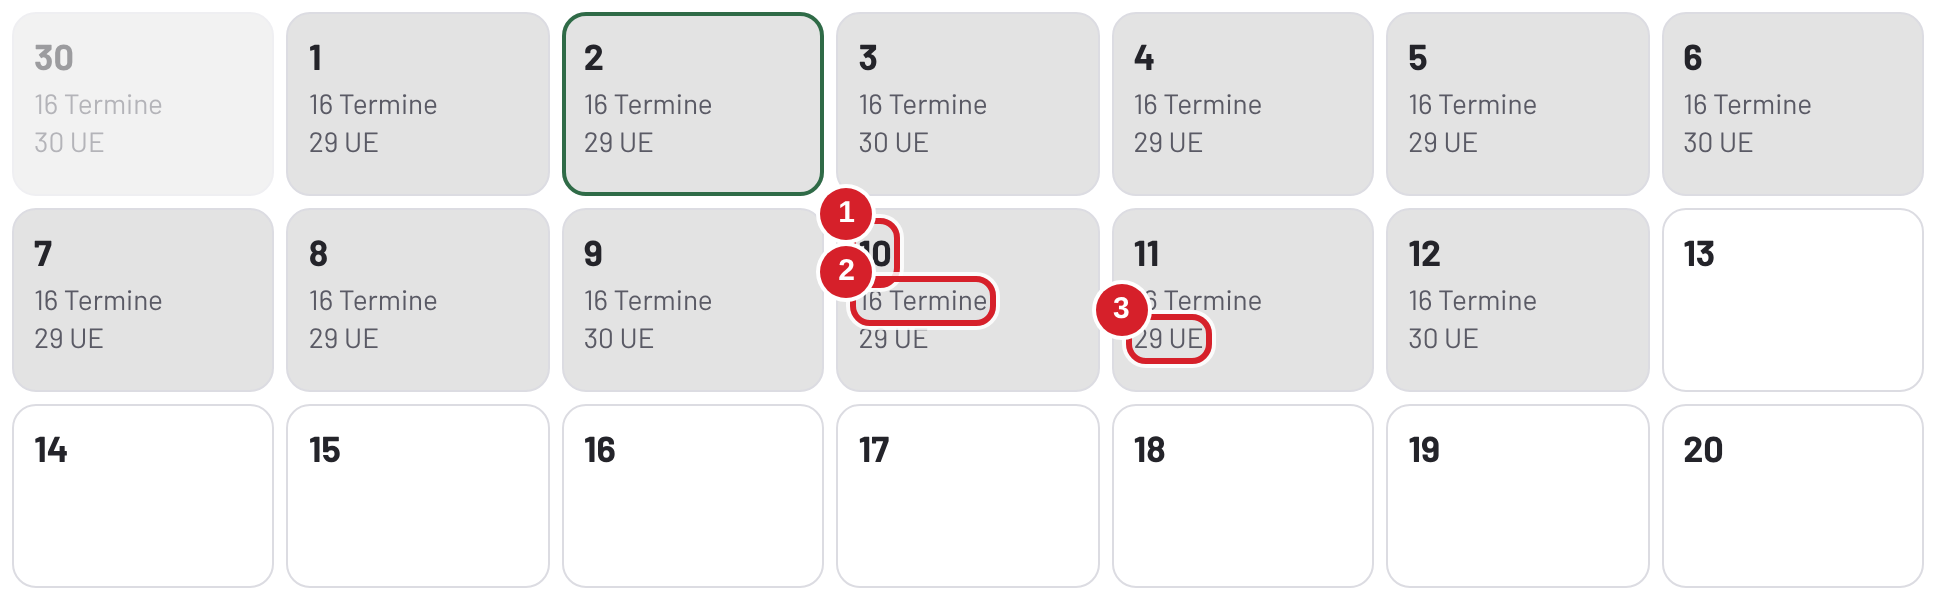 30
16 Termine
30 UE
1
16 Termine
29 UE
2
16 Termine
29 UE
3
16 Termine
30 UE
4
16 Termine
29 UE
5
16 Termine
29 UE
6
16 Termine
30 UE
7
16 Termine
29 UE
8
16 Termine
29 UE
9
16 Termine
30 UE
1
10
2
16 Termine
29 UE
11
3
16 Termine
29 UE
12
16 Termine
30 UE
13
14
15
16
17
18
19
20